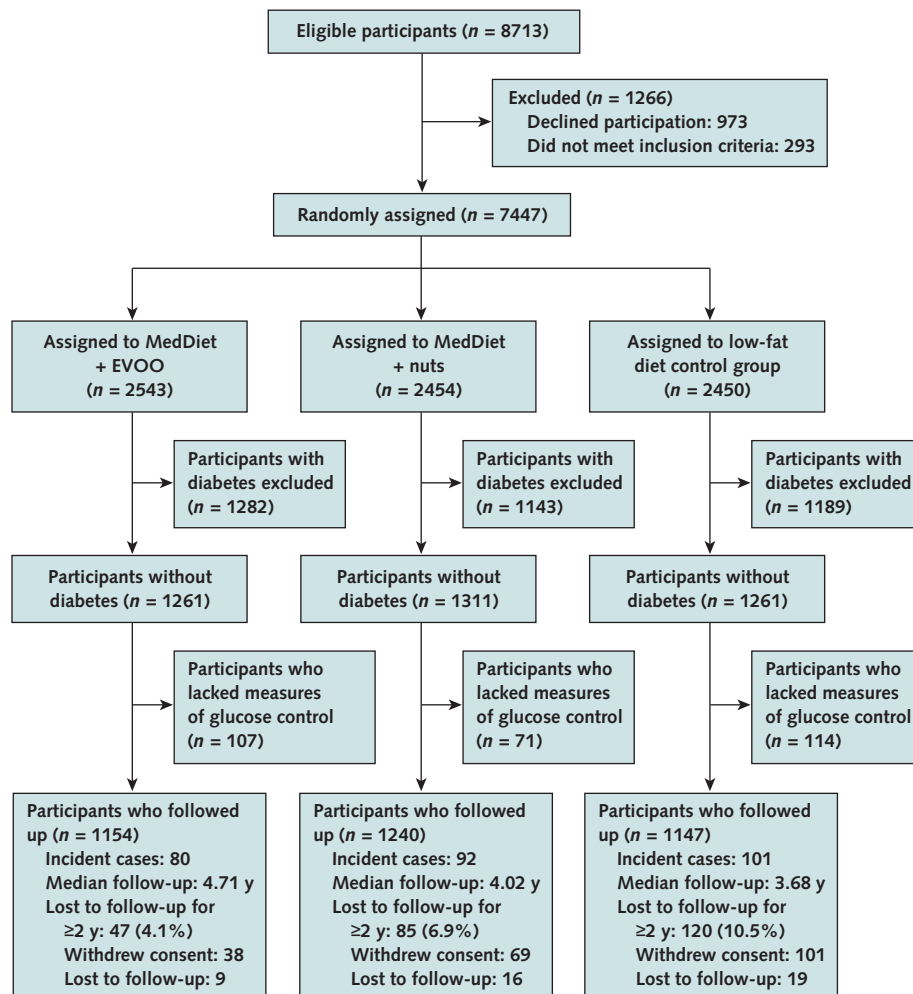 Eligible participants (n = 8713)
Excluded (n = 1266)
Declined participation: 973
Did not meet inclusion criteria: 293
Randomly assigned (n = 7447)
Assigned to MedDiet
+ EVOO
(n = 2543)
Assigned to MedDiet
+ nuts
(n = 2454)
Assigned to low-fat
diet control group
(n = 2450)
Participants with
diabetes excluded
(n = 1282)
Participants with
diabetes excluded
(n = 1143)
Participants with
diabetes excluded
(n = 1189)
Participants without
diabetes (n = 1261)
Participants without
diabetes (n = 1311)
Participants without
diabetes (n = 1261)
Participants who
lacked measures
of glucose control
(n = 107)
Participants who
lacked measures
of glucose control
(n = 71)
Participants who
lacked measures
of glucose control
(n = 114)
Participants who followed
up (n = 1154)
Incident cases: 80
Median follow-up: 4.71 y
Lost to follow-up for
≥2 y: 47 (4.1%)
Withdrew consent: 38
Lost to follow-up: 9
Participants who followed
up (n = 1240)
Incident cases: 92
Median follow-up: 4.02 y
Lost to follow-up for
≥2 y: 85 (6.9%)
Withdrew consent: 69
Lost to follow-up: 16
Participants who followed
up (n = 1147)
Incident cases: 101
Median follow-up: 3.68 y
Lost to follow-up for
≥2 y: 120 (10.5%)
Withdrew consent: 101
Lost to follow-up: 19